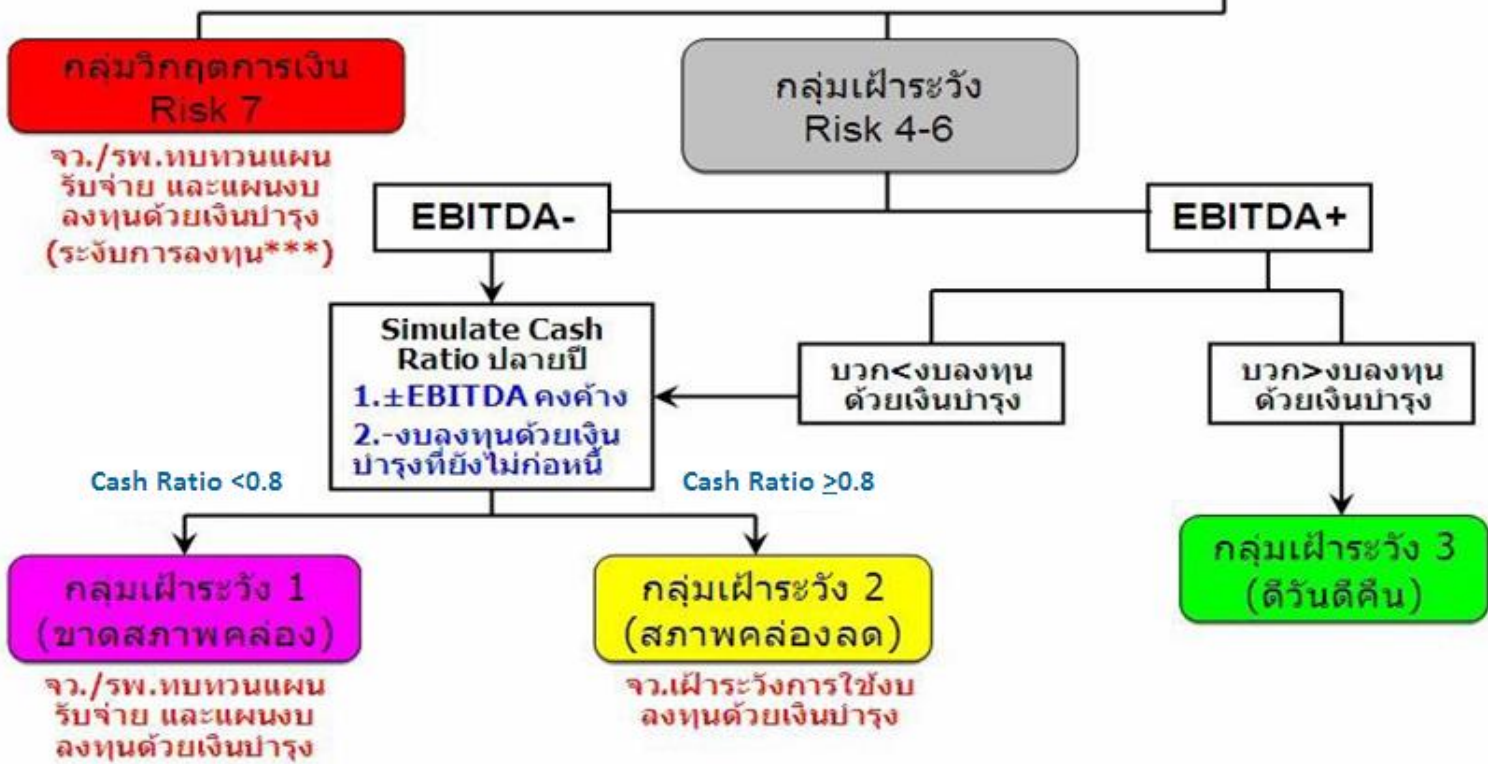 กลุ่มวิกฤตการเงิน
Risk 7
จว./รพ.ทบทวนแผน
รับจ่าย และแผนงบ
ลงทุนด้วยเงินบำรุง
(ระงับการลงทุน***)
กลุ่มเฝ้าระวัง
Risk 4-6
EBITDA-
EBITDA+
Simulate Cash
Ratio ปลายปี
1.±EBITDA คงค้าง
2.-งบลงทุนด้วยเงิน
บำรุงที่ยังไม่ก่อหนี้
บวก<งบลงทุน
ด้วยเงินบำรุง
บวก>งบลงทุน
ด้วยเงินบำรุง
Cash Ratio <0.8
Cash Ratio ≥0.8
กลุ่มเฝ้าระวัง 1
(ขาดสภาพคล่อง)
จว./รพ.ทบทวนแผน
รับจ่าย และแผนงบ
ลงทุนด้วยเงินบำรุง
กลุ่มเฝ้าระวัง 2
(สภาพคล่องลด)
จว.เฝ้าระวังการใช้งบ
ลงทุนด้วยเงินบำรุง
กลุ่มเฝ้าระวัง 3
(ดีวันดีคืน)